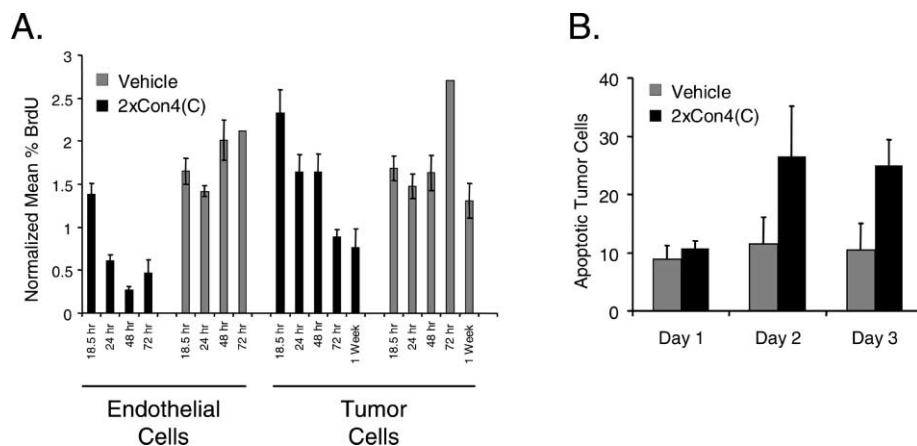 A.
Normalized Mean % BrdU
3
2.5
2
1.5
1
0.5
0
Vehicle
2xCon4(C)
18.5 hr
24 hr
48 hr
72 hr
18.5 hr
24 hr
48 hr
72 hr
18.5 hr
24 hr
48 hr
72 hr
1 Week
18.5 hr
24 hr
48 hr
72 hr
1 Week
Endothelial
Cells
Tumor
Cells
B.
Apoptotic Tumor Cells
40
30
20
10
0
Vehicle
2xCon4(C)
Day 1
Day 2
Day 3